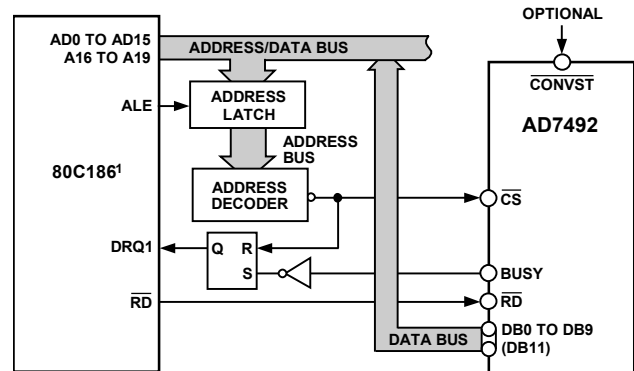 OPTIONAL
AD0 TO AD15
A16 TO A19
ADDRESS/DATA BUS
CONVST
ALE
ADDRESS
LATCH
AD7492
ADDRESS
BUS
80C186¹
ADDRESS
DECODER
CS
DRQ1
Q R
S
BUSY
RD
RD
DB0 TO DB9
(DB11)
DATA BUS